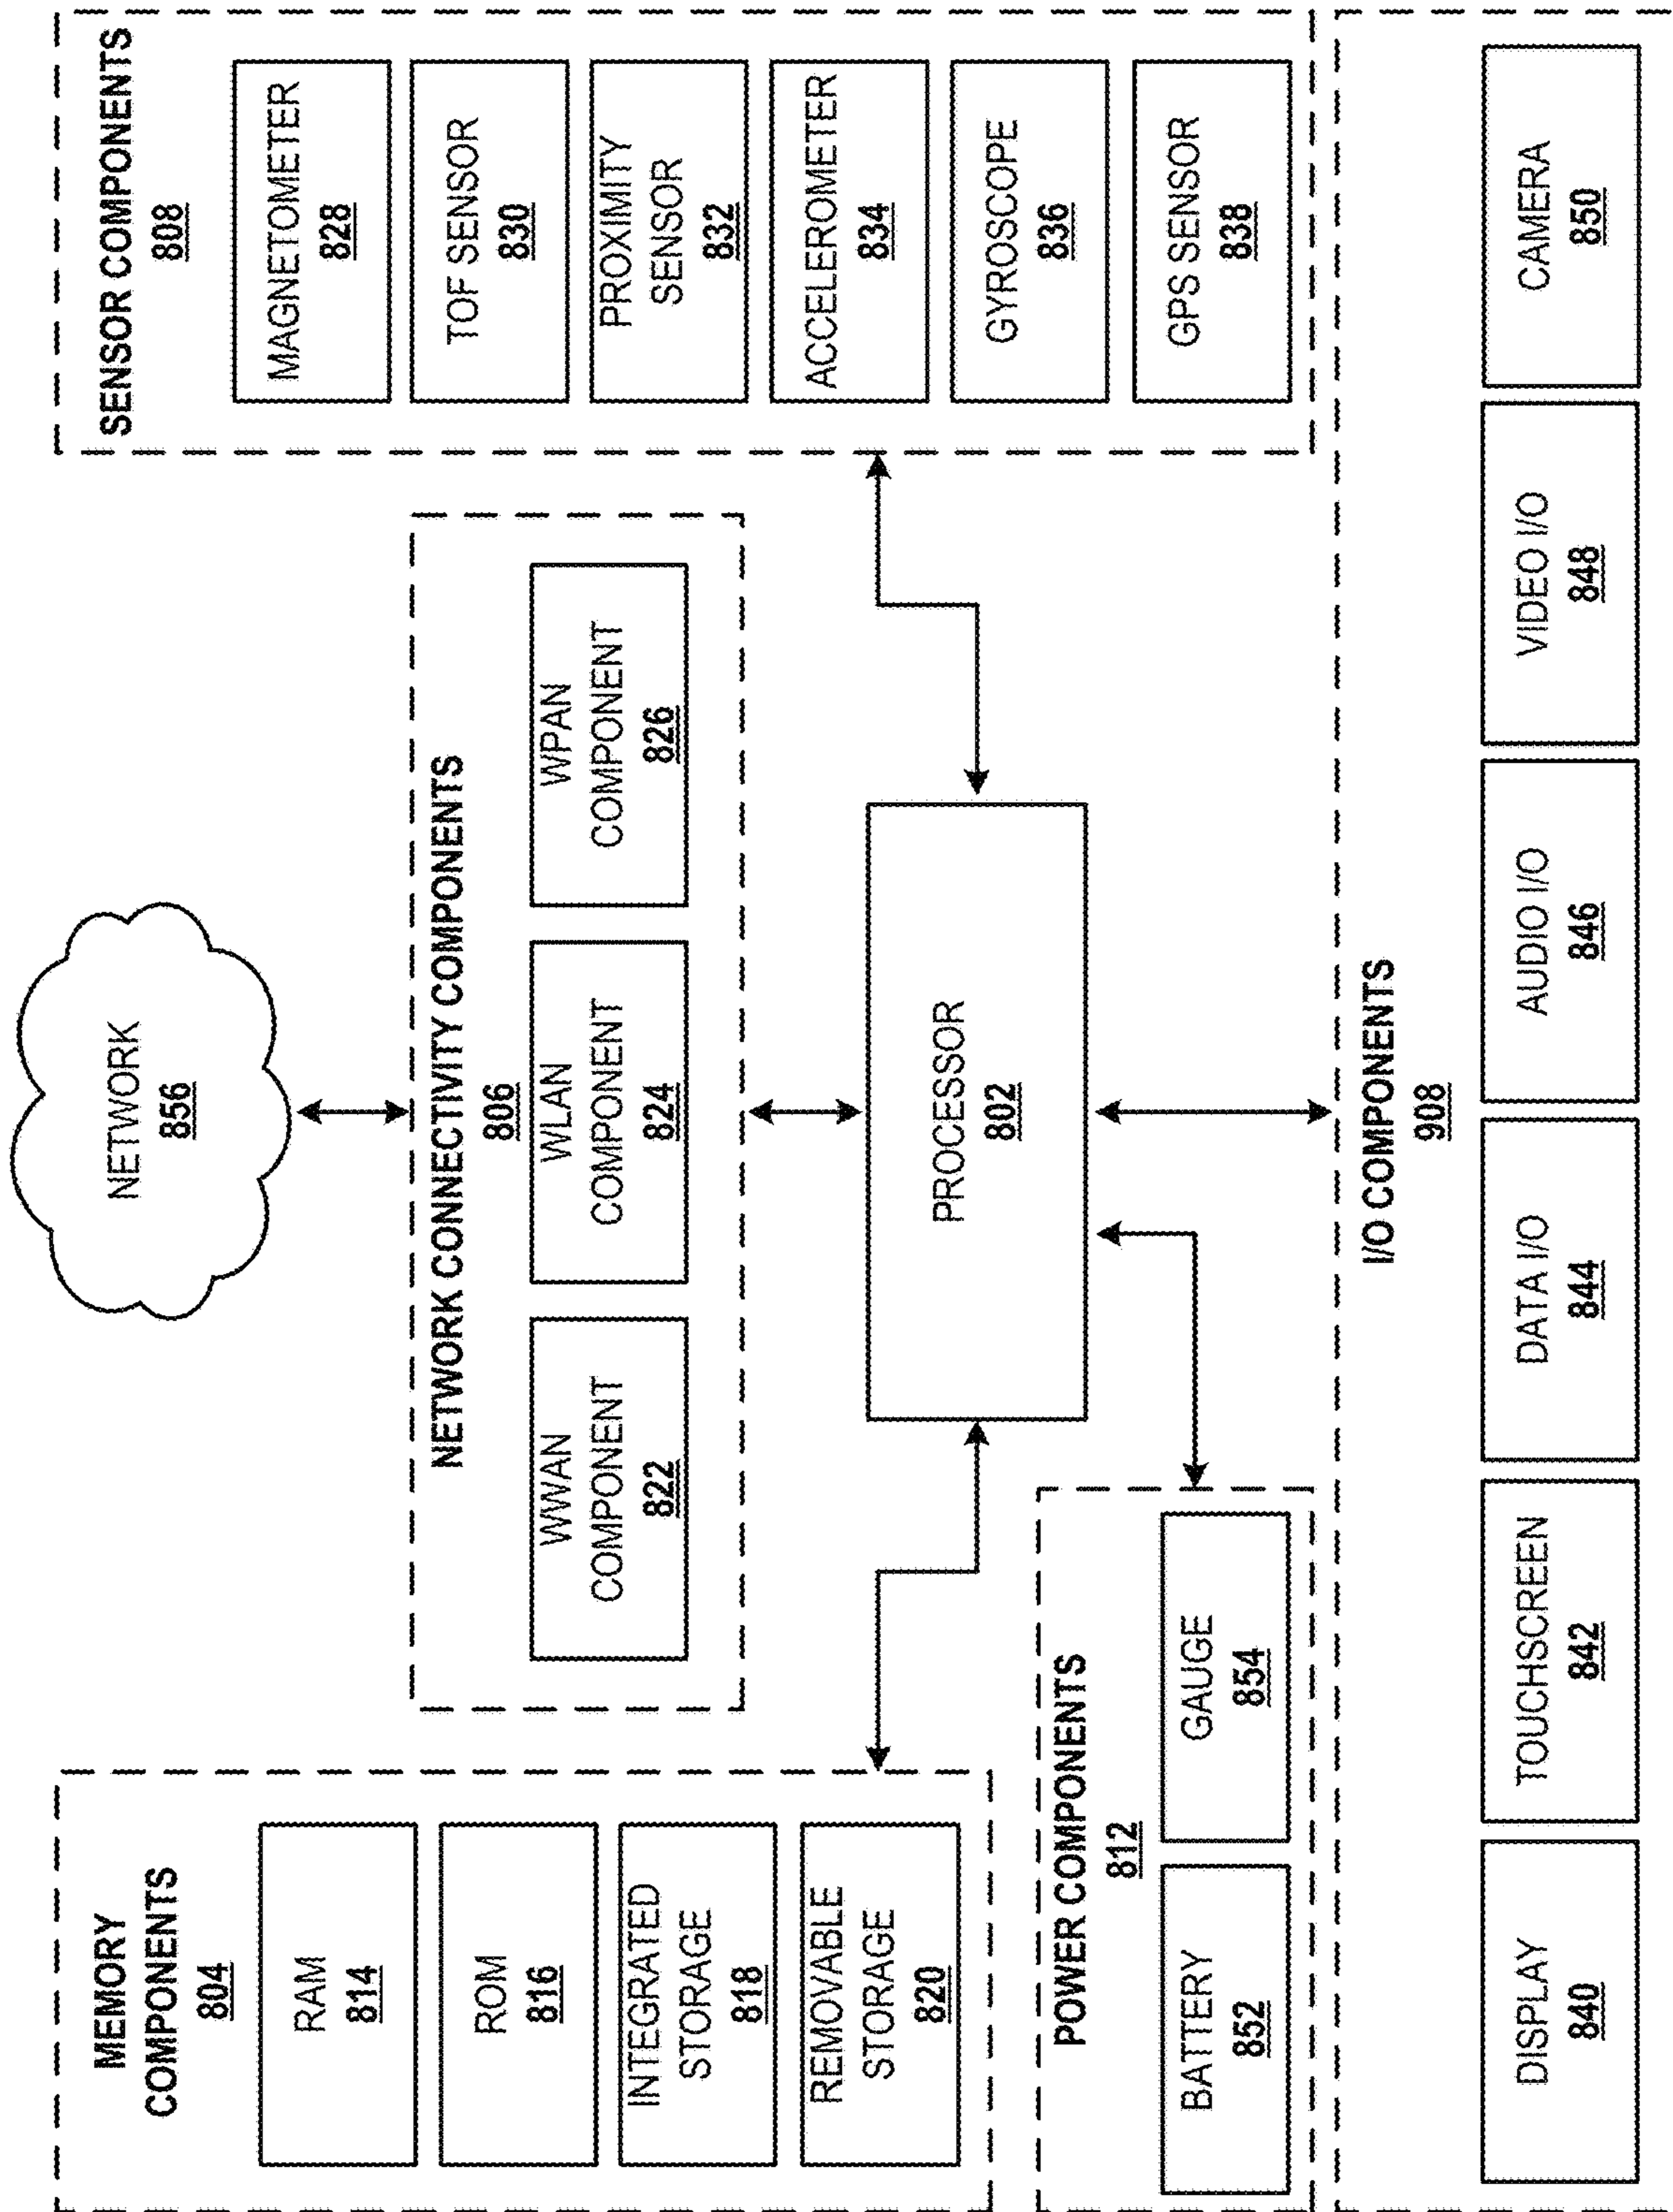 NETWORK
856
MEMORY
COMPONENTS
804
RAM
814
ROM
816
INTEGRATED
STORAGE
818
REMOVABLE
STORAGE
820
NETWORK CONNECTIVITY COMPONENTS
806
WWAN
COMPONENT
822
WLAN
COMPONENT
824
WPAN
COMPONENT
826
SENSOR COMPONENTS
808
MAGNETOMETER
828
TOF SENSOR
830
PROXIMITY
SENSOR
832
ACCELEROMETER
834
GYROSCOPE
836
GPS SENSOR
838
PROCESSOR
802
POWER COMPONENTS
812
BATTERY
852
GAUGE
854
I/O COMPONENTS
908
DISPLAY
840
TOUCHSCREEN
842
DATA I/O
844
AUDIO I/O
846
VIDEO I/O
848
CAMERA
850